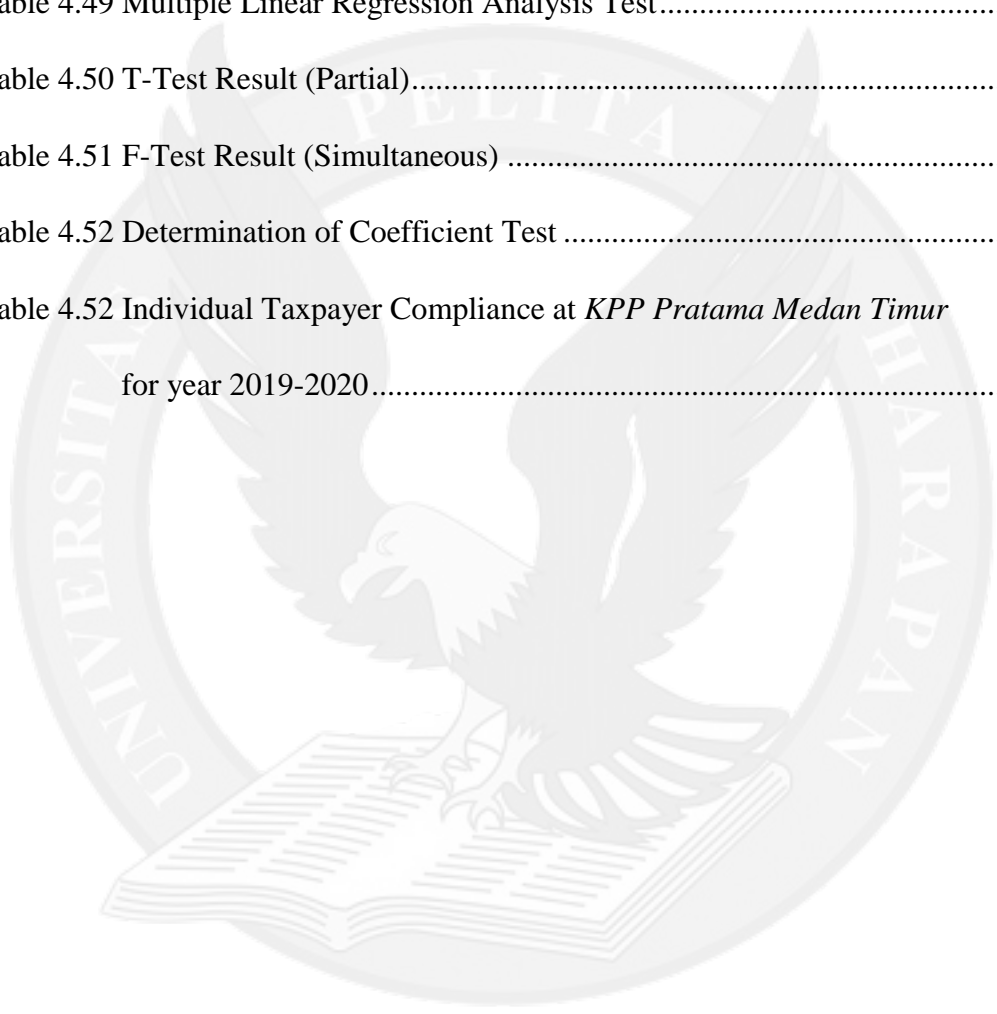 able 4.49 Multiple Linear Regression Analysis Test....................................
able 4.50 T-Test Result (Partial)....................................................................
able 4.51 F-Test Result (Simultaneous) .........................................................
able 4.52 Determination of Coefficient Test ..................................................
able 4.52 Individual Taxpayer Compliance at KPP Pratama Medan Timur
for year 2019-2020..........................................................................
UNIVERSITAS PELITA HARAPAN